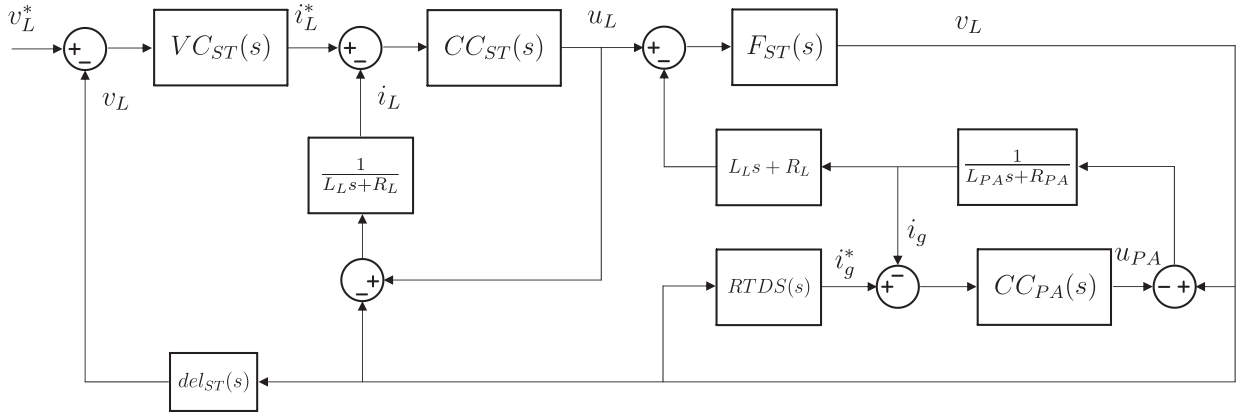 v_L^*
+
−
VC_{ST}(s)
i_L^*
+
−
CC_{ST}(s)
u_L
+
−
F_{ST}(s)
v_L
v_L
i_L
\frac{1}{L_L s+R_L}
L_L s + R_L
\frac{1}{L_{PA}s+R_{PA}}
i_g
+
−
RTDS(s)
i_g^*
+
−
CC_{PA}(s)
u_{PA}
−
+
del_{ST}(s)